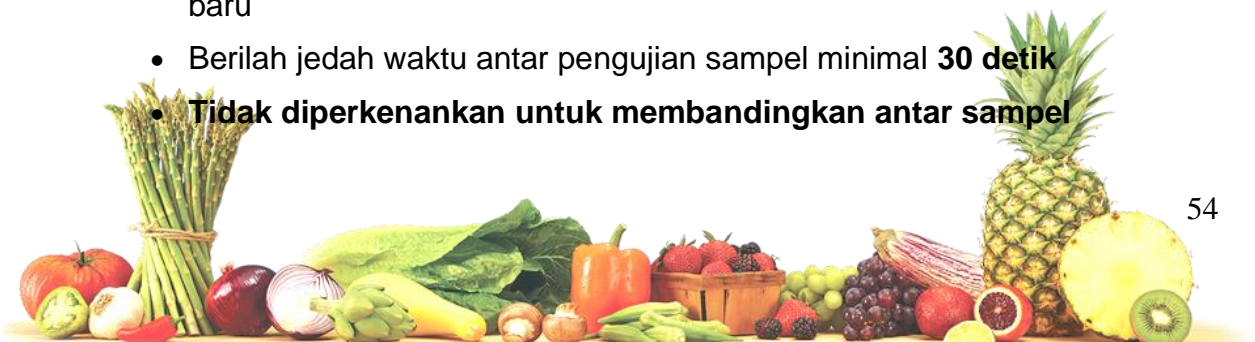 baru
• Berilah jedah waktu antar pengujian sampel minimal 30 detik
• Tidak diperkenankan untuk membandingkan antar sampel
54